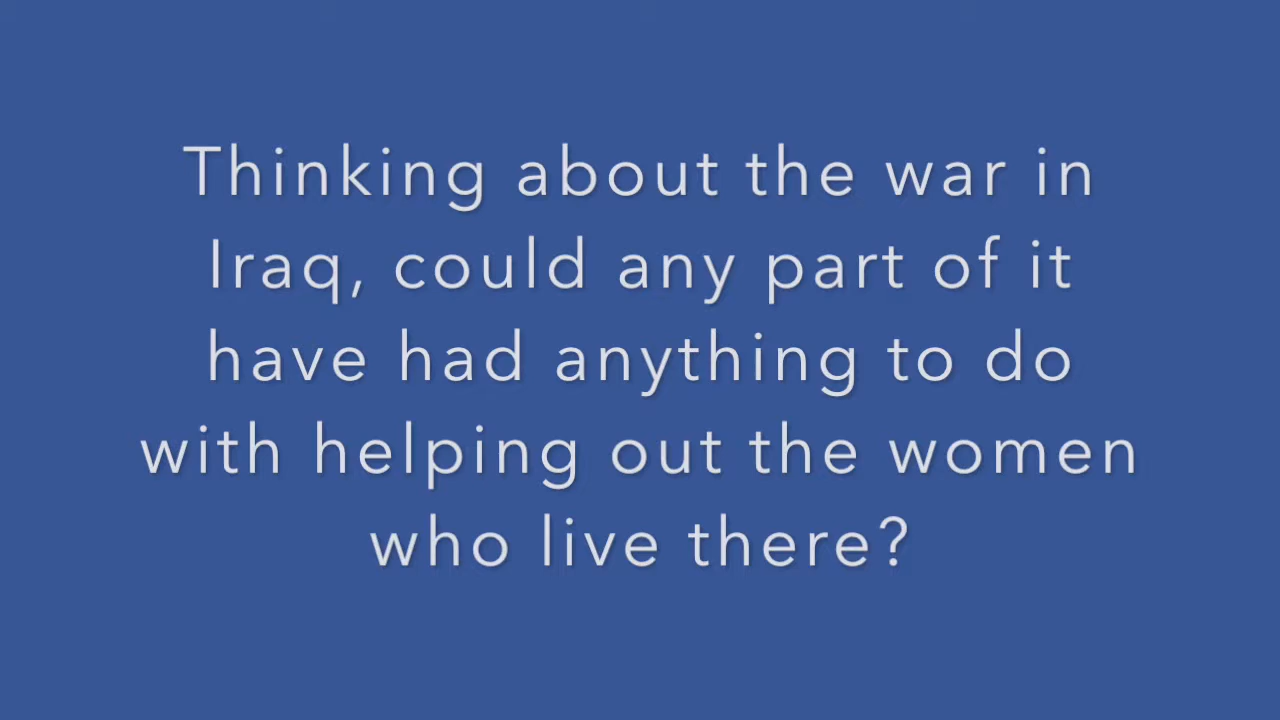 Thinking about the war in
Iraq, could any part of it
have had anything to do
with helping out the women
who live there?